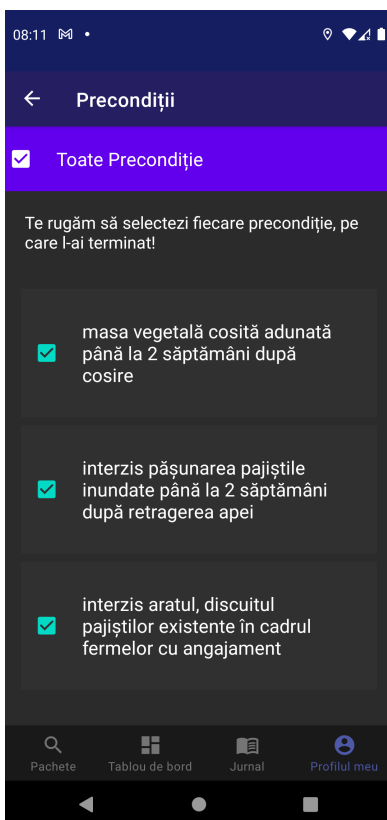 08:11
Precondiții
Toate Precondiție
Te rugăm să selectezi fiecare precondiție, pe
care l-ai terminat!
masa vegetală cosită adunată
până la 2 săptămâni după
cosire
interzis pășunarea pajiștile
inundate până la 2 săptămâni
după retragerea apei
interzis aratul, discuitul
pajiștilor existente în cadrul
fermelor cu angajament
Pachete Tablou de bord Jurnal Profilul meu